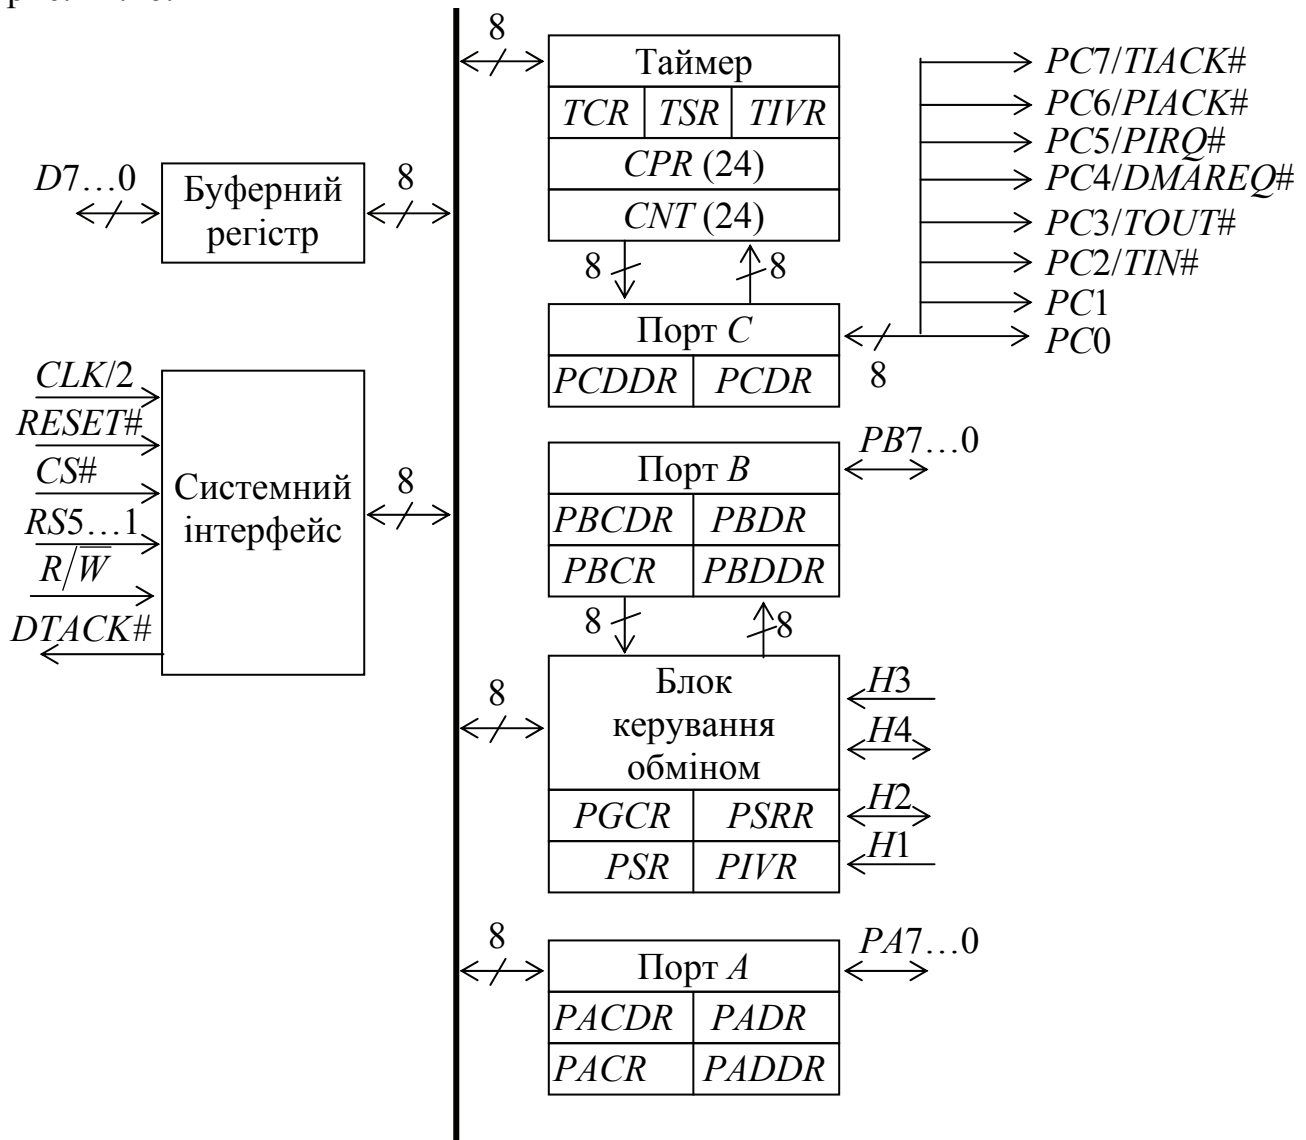 8
Таймер
TCR TSR TIVR
CPR (24)
CNT (24)
8 8
Порт C
PCDDR PCDR
8
PC7/TIACK#
PC6/PIACK#
PC5/PIRQ#
PC4/DMAREQ#
PC3/TOUT#
PC2/TIN#
PC1
PC0
D7…0
Буферний
регістр
8
CLK/2
RESET#
CS#
RS5…1
R/W̅
DTACK#
Системний
інтерфейс
8
Порт B
PB7…0
PBCDR PBDR
PBCR PBDDR
8 8
8
Блок
керування
обміном
PGCR PSRR
PSR PIVR
H3
H4
H2
H1
8
Порт A
PA7…0
PACDR PADR
PACR PADDR